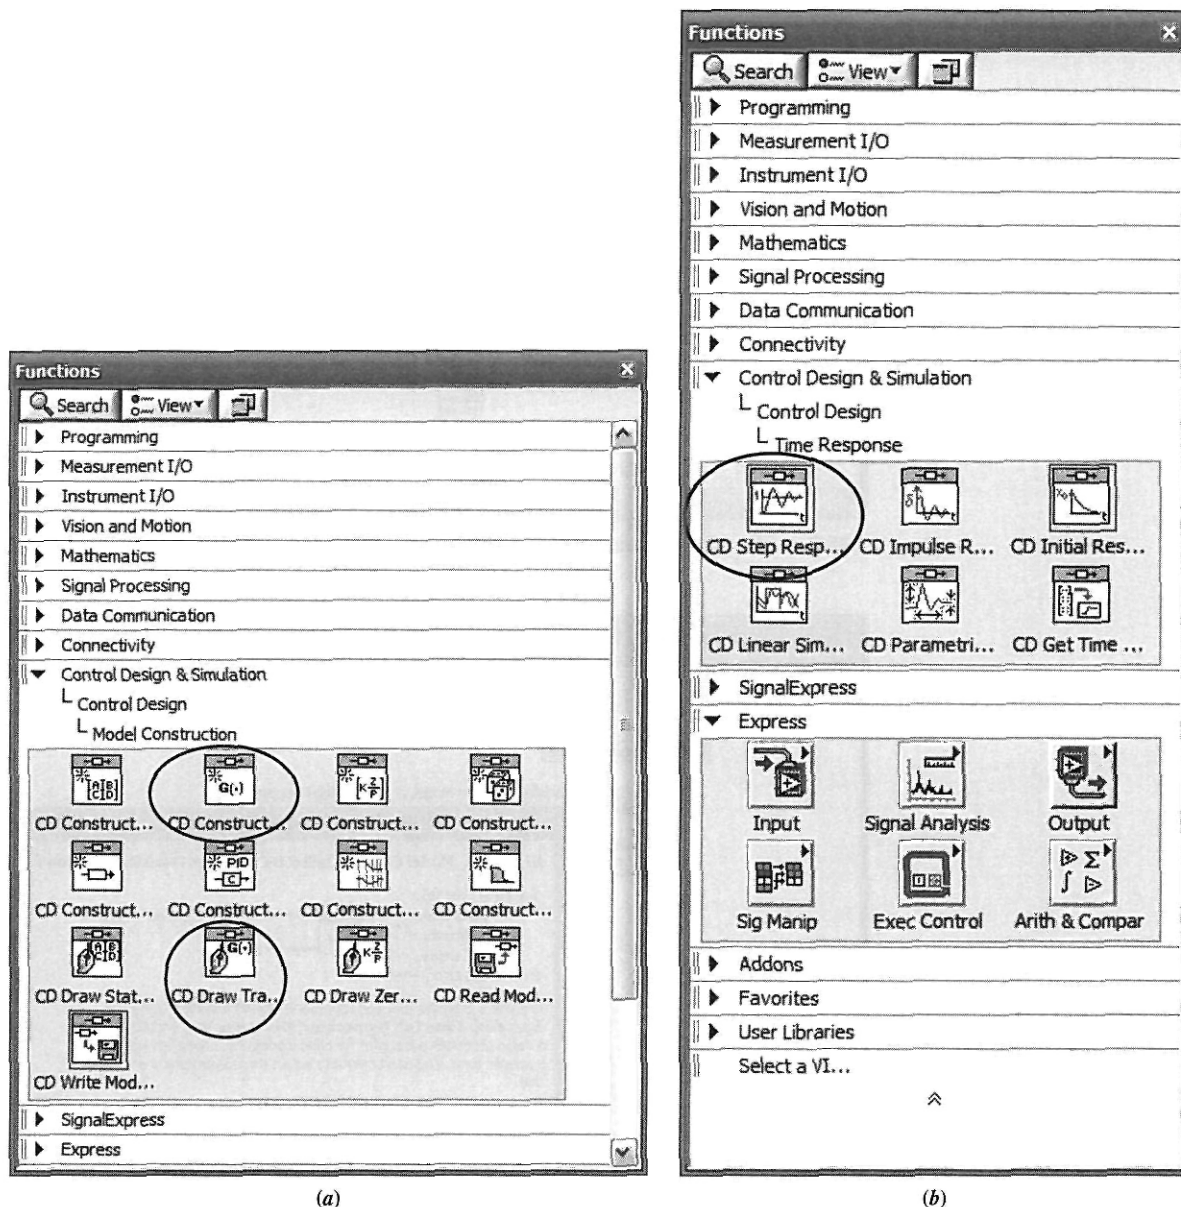 Functions
Search View
Programming
Measurement I/O
Instrument I/O
Vision and Motion
Mathematics
Signal Processing
Data Communication
Connectivity
Control Design & Simulation
Control Design
Model Construction
A B
C D
G(•)
K Z
P
CD Construct... CD Construct... CD Construct... CD Construct...
PID
C
CD Construct... CD Construct... CD Construct... CD Construct...
A B
C D
G(•)
K Z
P
CD Draw Stat... CD Draw Tra... CD Draw Zer... CD Read Mod...
CD Write Mod...
SignalExpress
Express
(a)
Functions
Search View
Programming
Measurement I/O
Instrument I/O
Vision and Motion
Mathematics
Signal Processing
Data Communication
Connectivity
Control Design & Simulation
Control Design
Time Response
CD Step Resp... CD Impulse R... CD Initial Res...
CD Linear Sim... CD Parametri... CD Get Time ...
SignalExpress
Express
Input Signal Analysis Output
Sig Manip Exec Control Arith & Compar
Addons
Favorites
User Libraries
Select a VI...
(b)